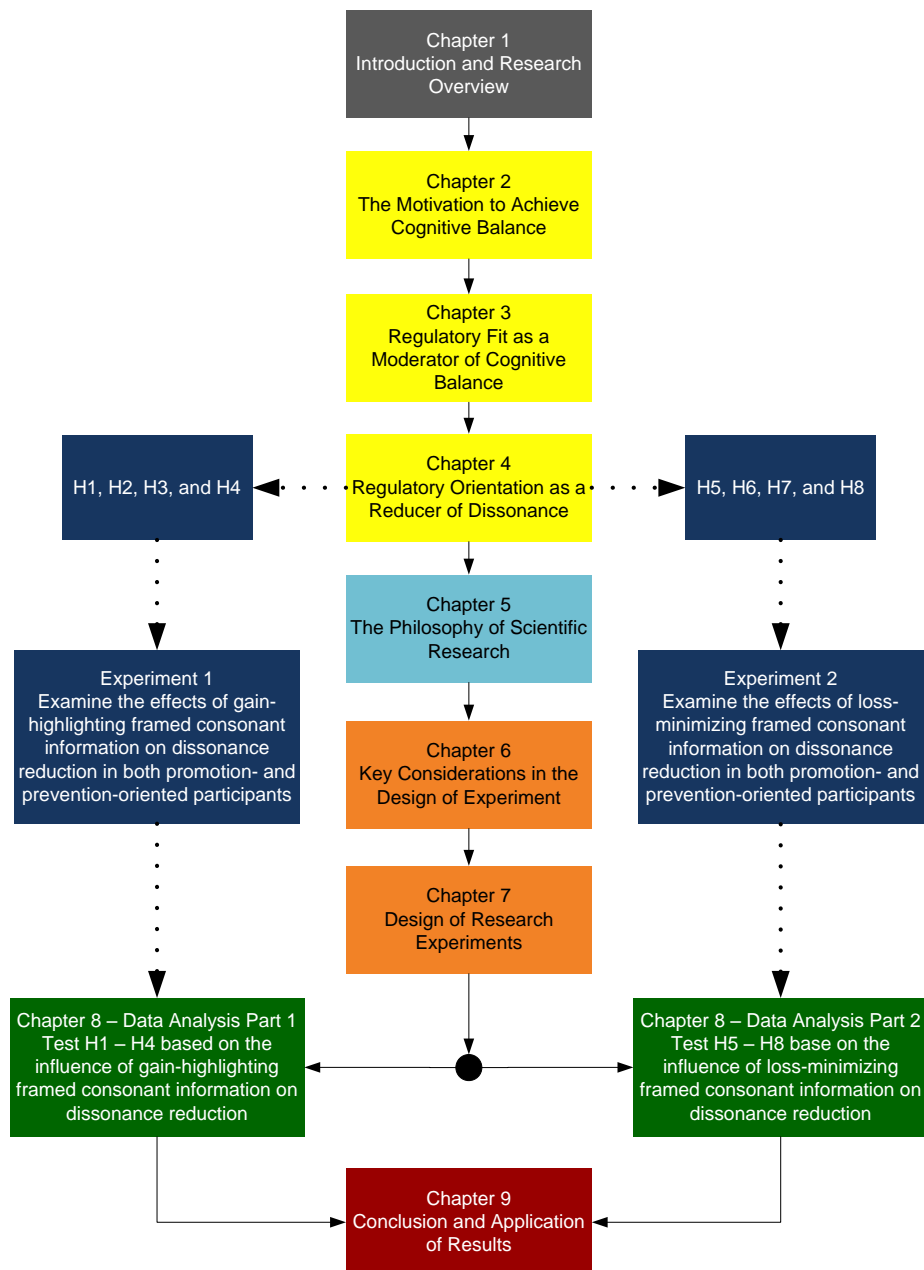 Chapter 1
Introduction and Research
Overview
Chapter 2
The Motivation to Achieve
Cognitive Balance
Chapter 3
Regulatory Fit as a
Moderator of Cognitive
Balance
H1, H2, H3, and H4
Chapter 4
Regulatory Orientation as a
Reducer of Dissonance
H5, H6, H7, and H8
Chapter 5
The Philosophy of Scientific
Research
Experiment 1
Examine the effects of gain-
highlighting framed consonant
information on dissonance
reduction in both promotion- and
prevention-oriented participants
Experiment 2
Examine the effects of loss-
minimizing framed consonant
information on dissonance
reduction in both promotion- and
prevention-oriented participants
Chapter 6
Key Considerations in the
Design of Experiment
Chapter 7
Design of Research
Experiments
Chapter 8 – Data Analysis Part 1
Test H1 – H4 based on the
influence of gain-highlighting
framed consonant information on
dissonance reduction
Chapter 8 – Data Analysis Part 2
Test H5 – H8 base on the
influence of loss-minimizing
framed consonant information on
dissonance reduction
Chapter 9
Conclusion and Application
of Results